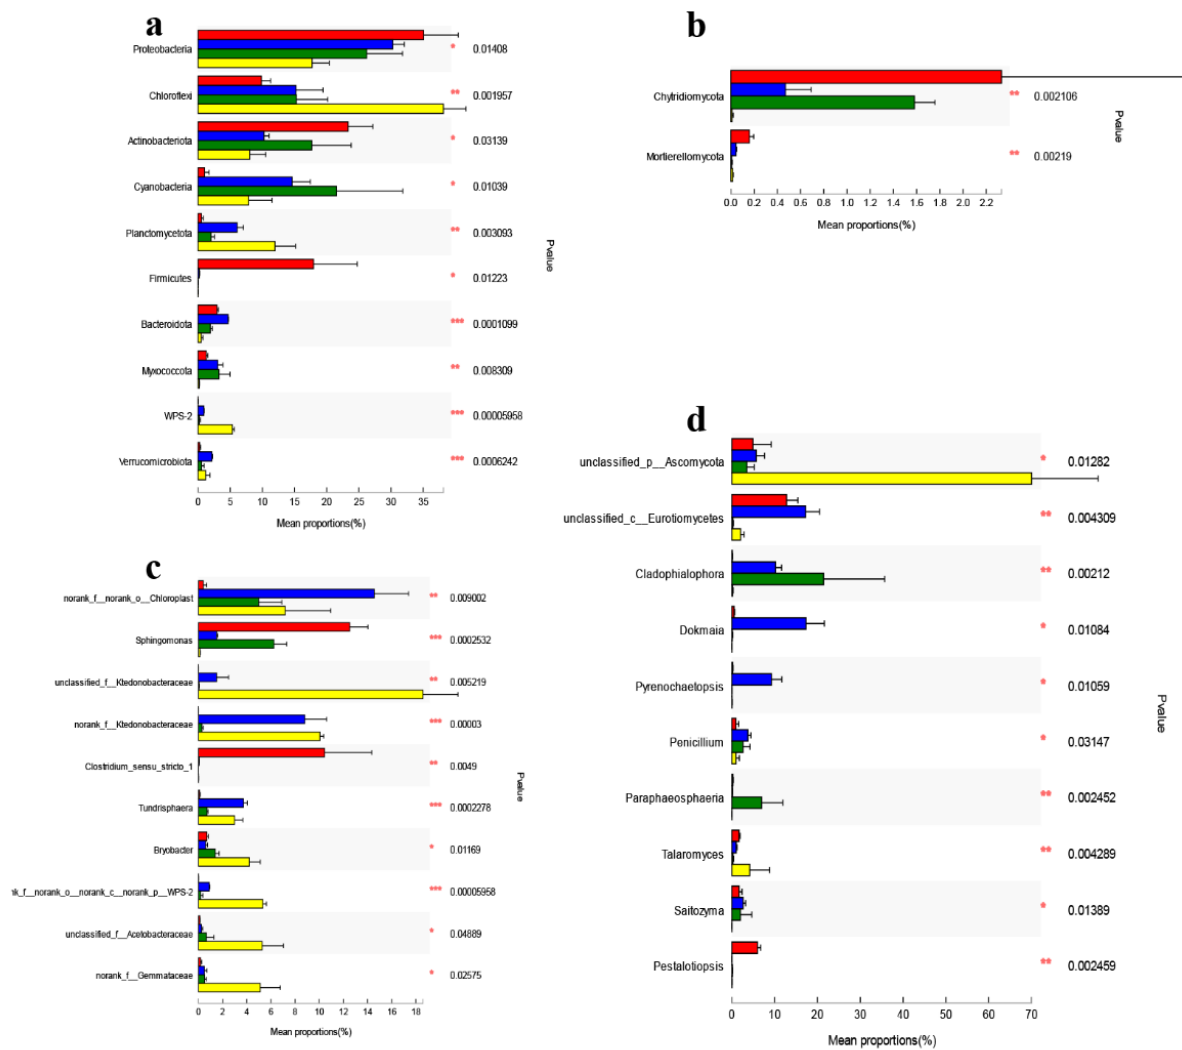 a
Proteobacteria * 0.01408
Chloroflexi ** 0.001957
Actinobacteriota * 0.03139
Cyanobacteria * 0.01039
Planctomycetota ** 0.003093
Firmicutes * 0.01223
Bacteroidota *** 0.0001099
Myxococcota ** 0.008309
WPS-2 *** 0.00005958
Verrucomicrobiota *** 0.0006242
0 5 10 15 20 25 30 35
Mean proportions(%)
Pvalue
b
Chytridiomycota ** 0.002106
Mortierellomycota ** 0.00219
0.0 0.2 0.4 0.6 0.8 1.0 1.2 1.4 1.6 1.8 2.0 2.2
Mean proportions(%)
Pvalue
c
norank_f__norank_o__Chloroplast ** 0.009002
Sphingomonas *** 0.0002532
unclassified_f__Ktedonobacteraceae ** 0.005219
norank_f__Ktedonobacteraceae *** 0.00003
Clostridium_sensu_stricto_1 ** 0.0049
Tundrisphaera *** 0.0002278
Bryobacter * 0.01169
k_f__norank_o__norank_c__norank_p__WPS-2 *** 0.00005958
unclassified_f__Acetobacteraceae * 0.04889
norank_f__Gemmataceae * 0.02575
0 2 4 6 8 10 12 14 16 18
Mean proportions(%)
Pvalue
d
unclassified_p__Ascomycota * 0.01282
unclassified_c__Eurotiomycetes ** 0.004309
Cladophialophora ** 0.00212
Dokmaia * 0.01084
Pyrenochaetopsis * 0.01059
Penicillium * 0.03147
Paraphaeosphaeria ** 0.002452
Talaromyces ** 0.004289
Saitozyma * 0.01389
Pestalotiopsis ** 0.002459
0 10 20 30 40 50 60 70
Mean proportions(%)
Pvalue